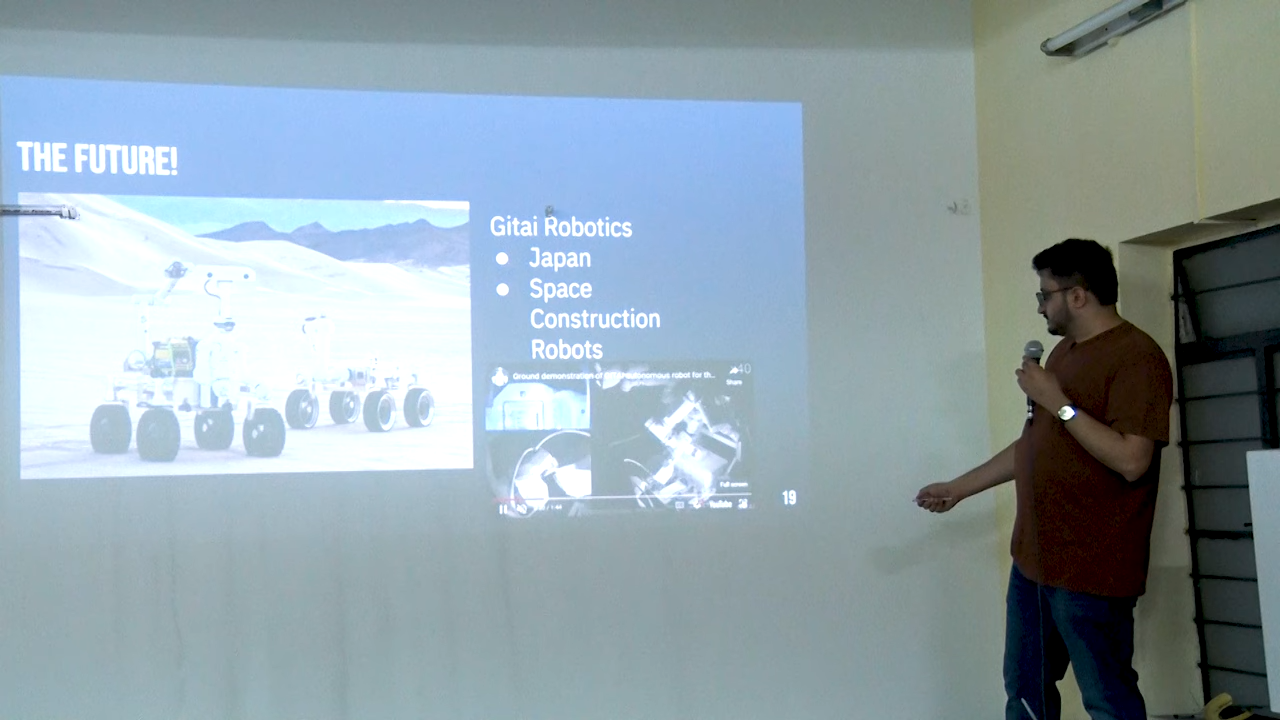 THE FUTURE!
Gitai Robotics
Japan
Space
Construction
Robots
Ground demonstration of autonomous robot for th...
Share
Full screen
YouTube
19